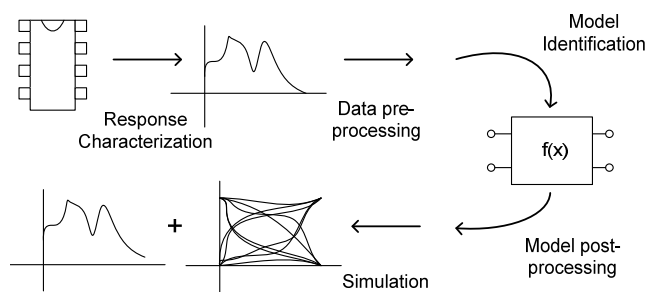 Model
Identification
Response
Characterization
Data pre-
processing
f(x)
+
Simulation
Model post-
processing